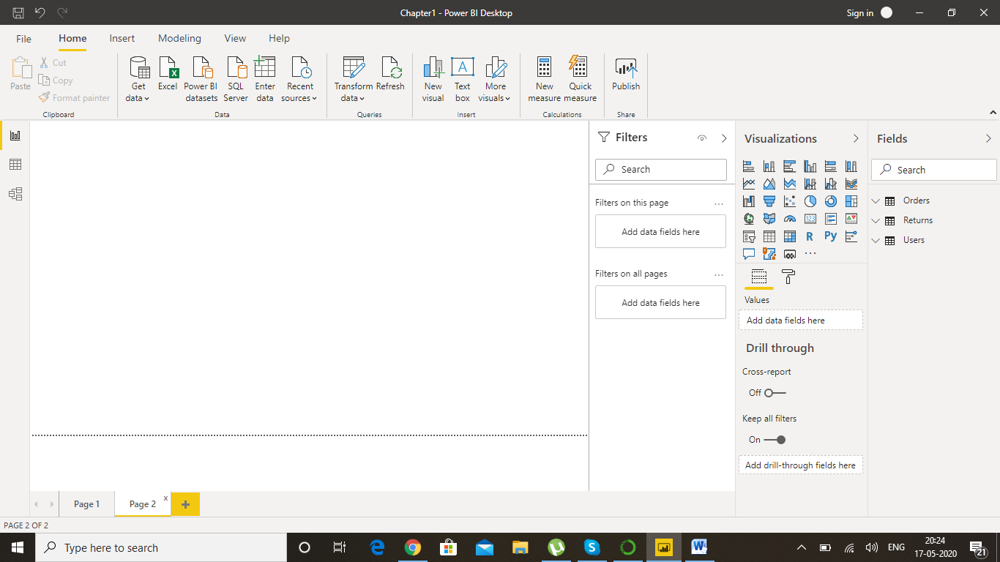 Chapter1 - Power BI Desktop
Sign in
File
Home
Insert
Modeling
View
Help
Paste
Cut
Copy
Format painter
Clipboard
Get data
Excel
Power BI datasets
SQL Server
Enter data
Recent sources
Data
Transform data
Refresh
Queries
New visual
Text box
More visuals
Insert
New measure
Quick measure
Calculations
Publish
Share
Filters
Search
Filters on this page
...
Add data fields here
Filters on all pages
...
Add data fields here
Visualizations
123
R
Py
...
Values
Add data fields here
Drill through
Cross-report
Off
Keep all filters
On
Add drill-through fields here
Fields
Search
Orders
Returns
Users
Page 1
Page 2
x
+
PAGE 2 OF 2
Type here to search
ENG
20:24
17-05-2020
21